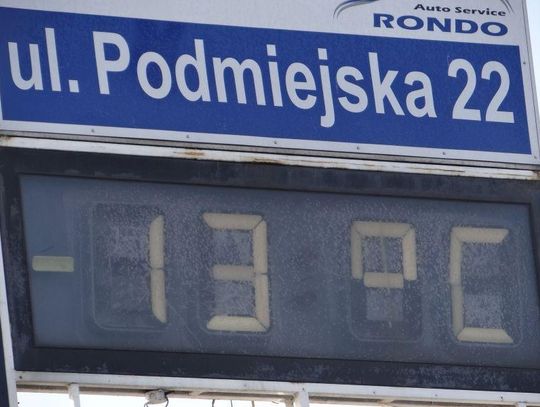 Auto Service
RONDO
ul. Podmiejska 22
-13°C